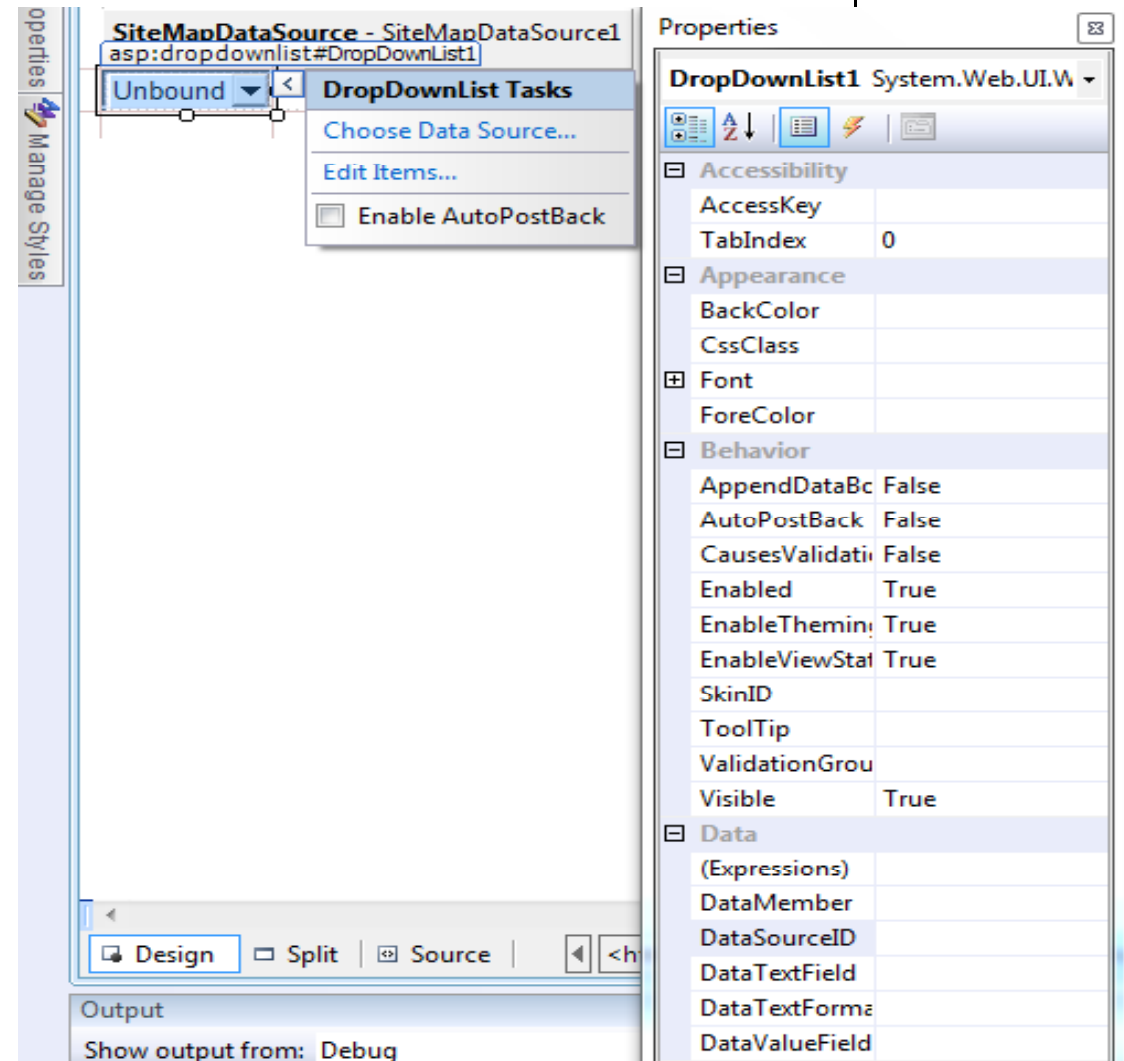 operties
Manage Styles
SiteMapDataSource - SiteMapDataSource1
asp:dropdownlist#DropDownList1
Unbound
<
DropDownList Tasks
Choose Data Source...
Edit Items...
Enable AutoPostBack
Design
Split
Source
<h
Output
Show output from: Debug
Properties
DropDownList1 System.Web.UI.W
Accessibility
AccessKey
TabIndex 0
Appearance
BackColor
CssClass
Font
ForeColor
Behavior
AppendDataBo False
AutoPostBack False
CausesValidati False
Enabled True
EnableTheming True
EnableViewStat True
SkinID
ToolTip
ValidationGrou
Visible True
Data
(Expressions)
DataMember
DataSourceID
DataTextField
DataTextForma
DataValueField